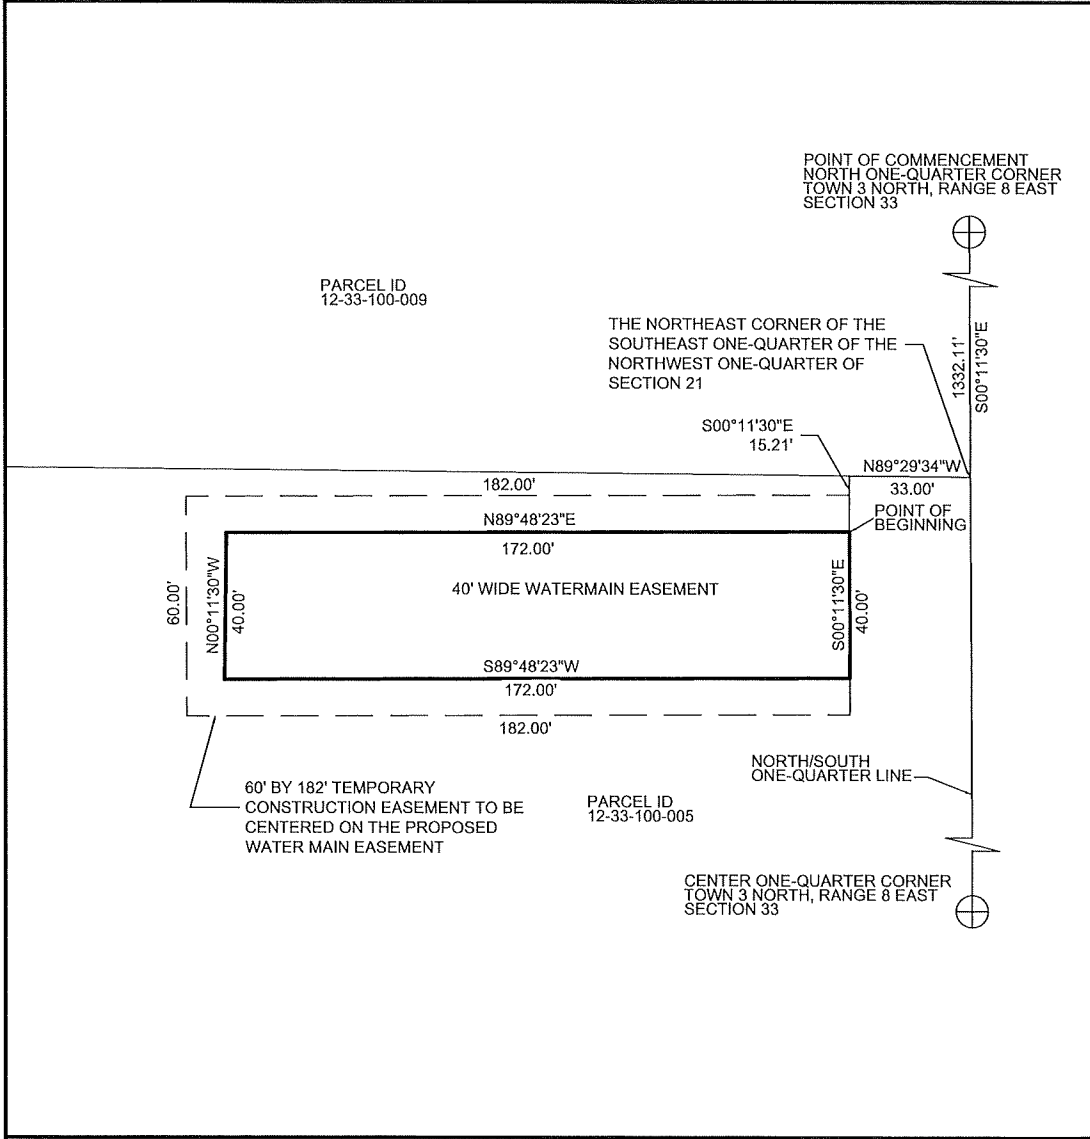 POINT OF COMMENCEMENT
NORTH ONE-QUARTER CORNER
TOWN 3 NORTH, RANGE 8 EAST
SECTION 33
PARCEL ID
12-33-100-009
THE NORTHEAST CORNER OF THE
SOUTHEAST ONE-QUARTER OF THE
NORTHWEST ONE-QUARTER OF
SECTION 21
1332.11'
S00°11'30"E
S00°11'30"E
15.21'
N89°29'34"W
33.00'
POINT OF
BEGINNING
182.00'
N89°48'23"E
172.00'
60.00'
N00°11'30"W
40.00'
40' WIDE WATERMAIN EASEMENT
S00°11'30"E
40.00'
S89°48'23"W
172.00'
182.00'
NORTH/SOUTH
ONE-QUARTER LINE
60' BY 182' TEMPORARY
CONSTRUCTION EASEMENT TO BE
CENTERED ON THE PROPOSED
WATER MAIN EASEMENT
PARCEL ID
12-33-100-005
CENTER ONE-QUARTER CORNER
TOWN 3 NORTH, RANGE 8 EAST
SECTION 33